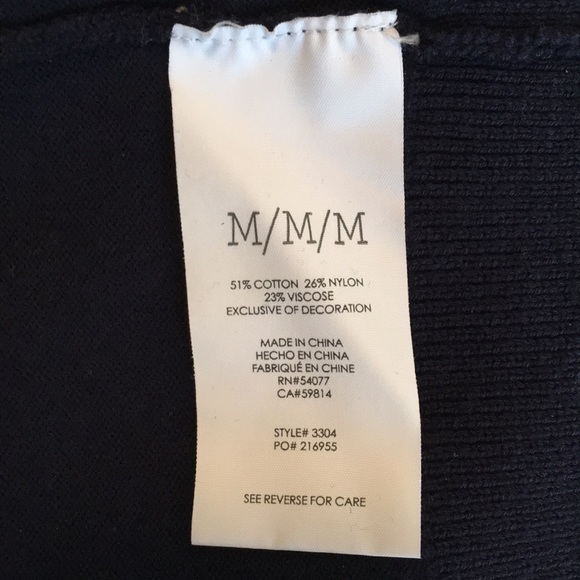 M/M/M
51% COTTON 26% NYLON
23% VISCOSE
EXCLUSIVE OF DECORATION
MADE IN CHINA
HECHO EN CHINA
FABRIQUÉ EN CHINE
RN#54077
CA#59814
STYLE# 3304
PO# 216955
SEE REVERSE FOR CARE